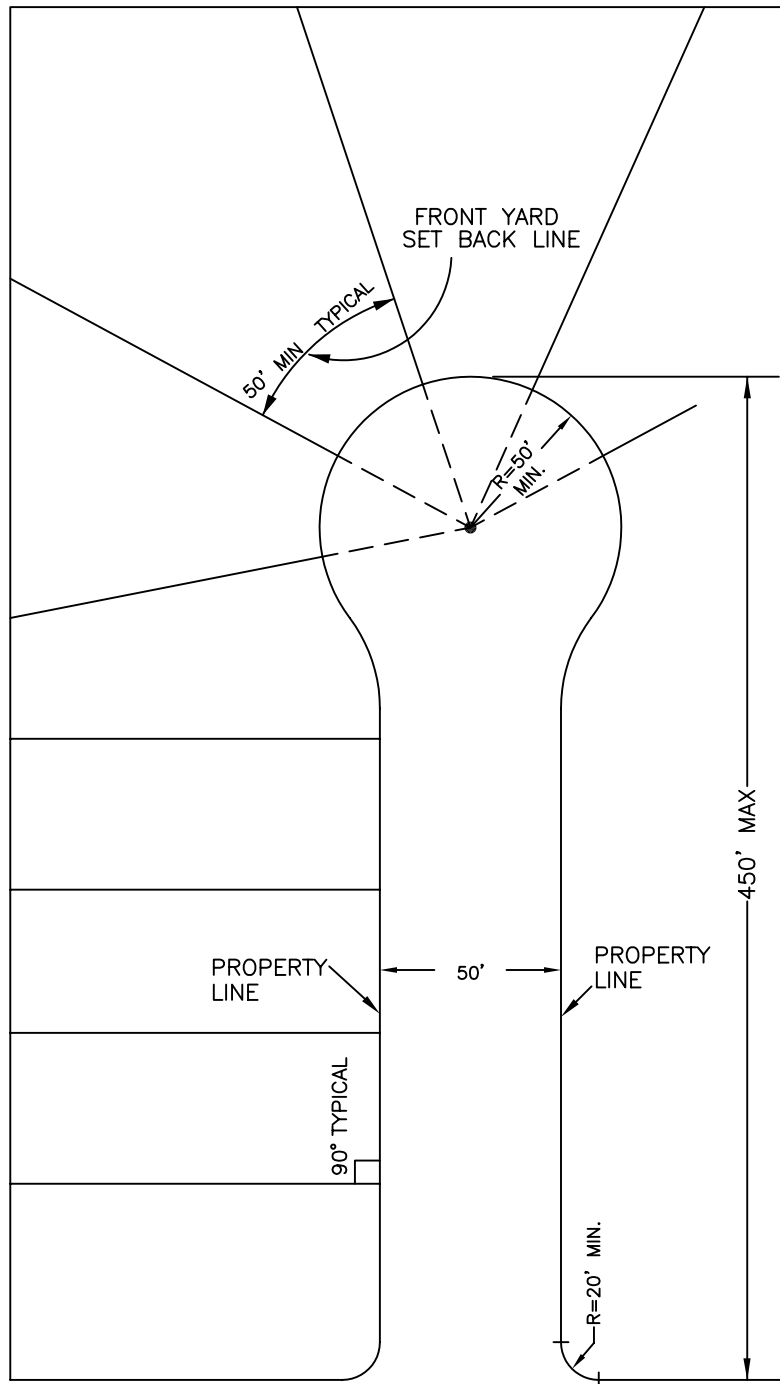 FRONT YARD
SET BACK LINE
50' MIN TYPICAL
R=50'
MIN.
450' MAX
PROPERTY
LINE
50'
PROPERTY
LINE
90° TYPICAL
R=20' MIN.